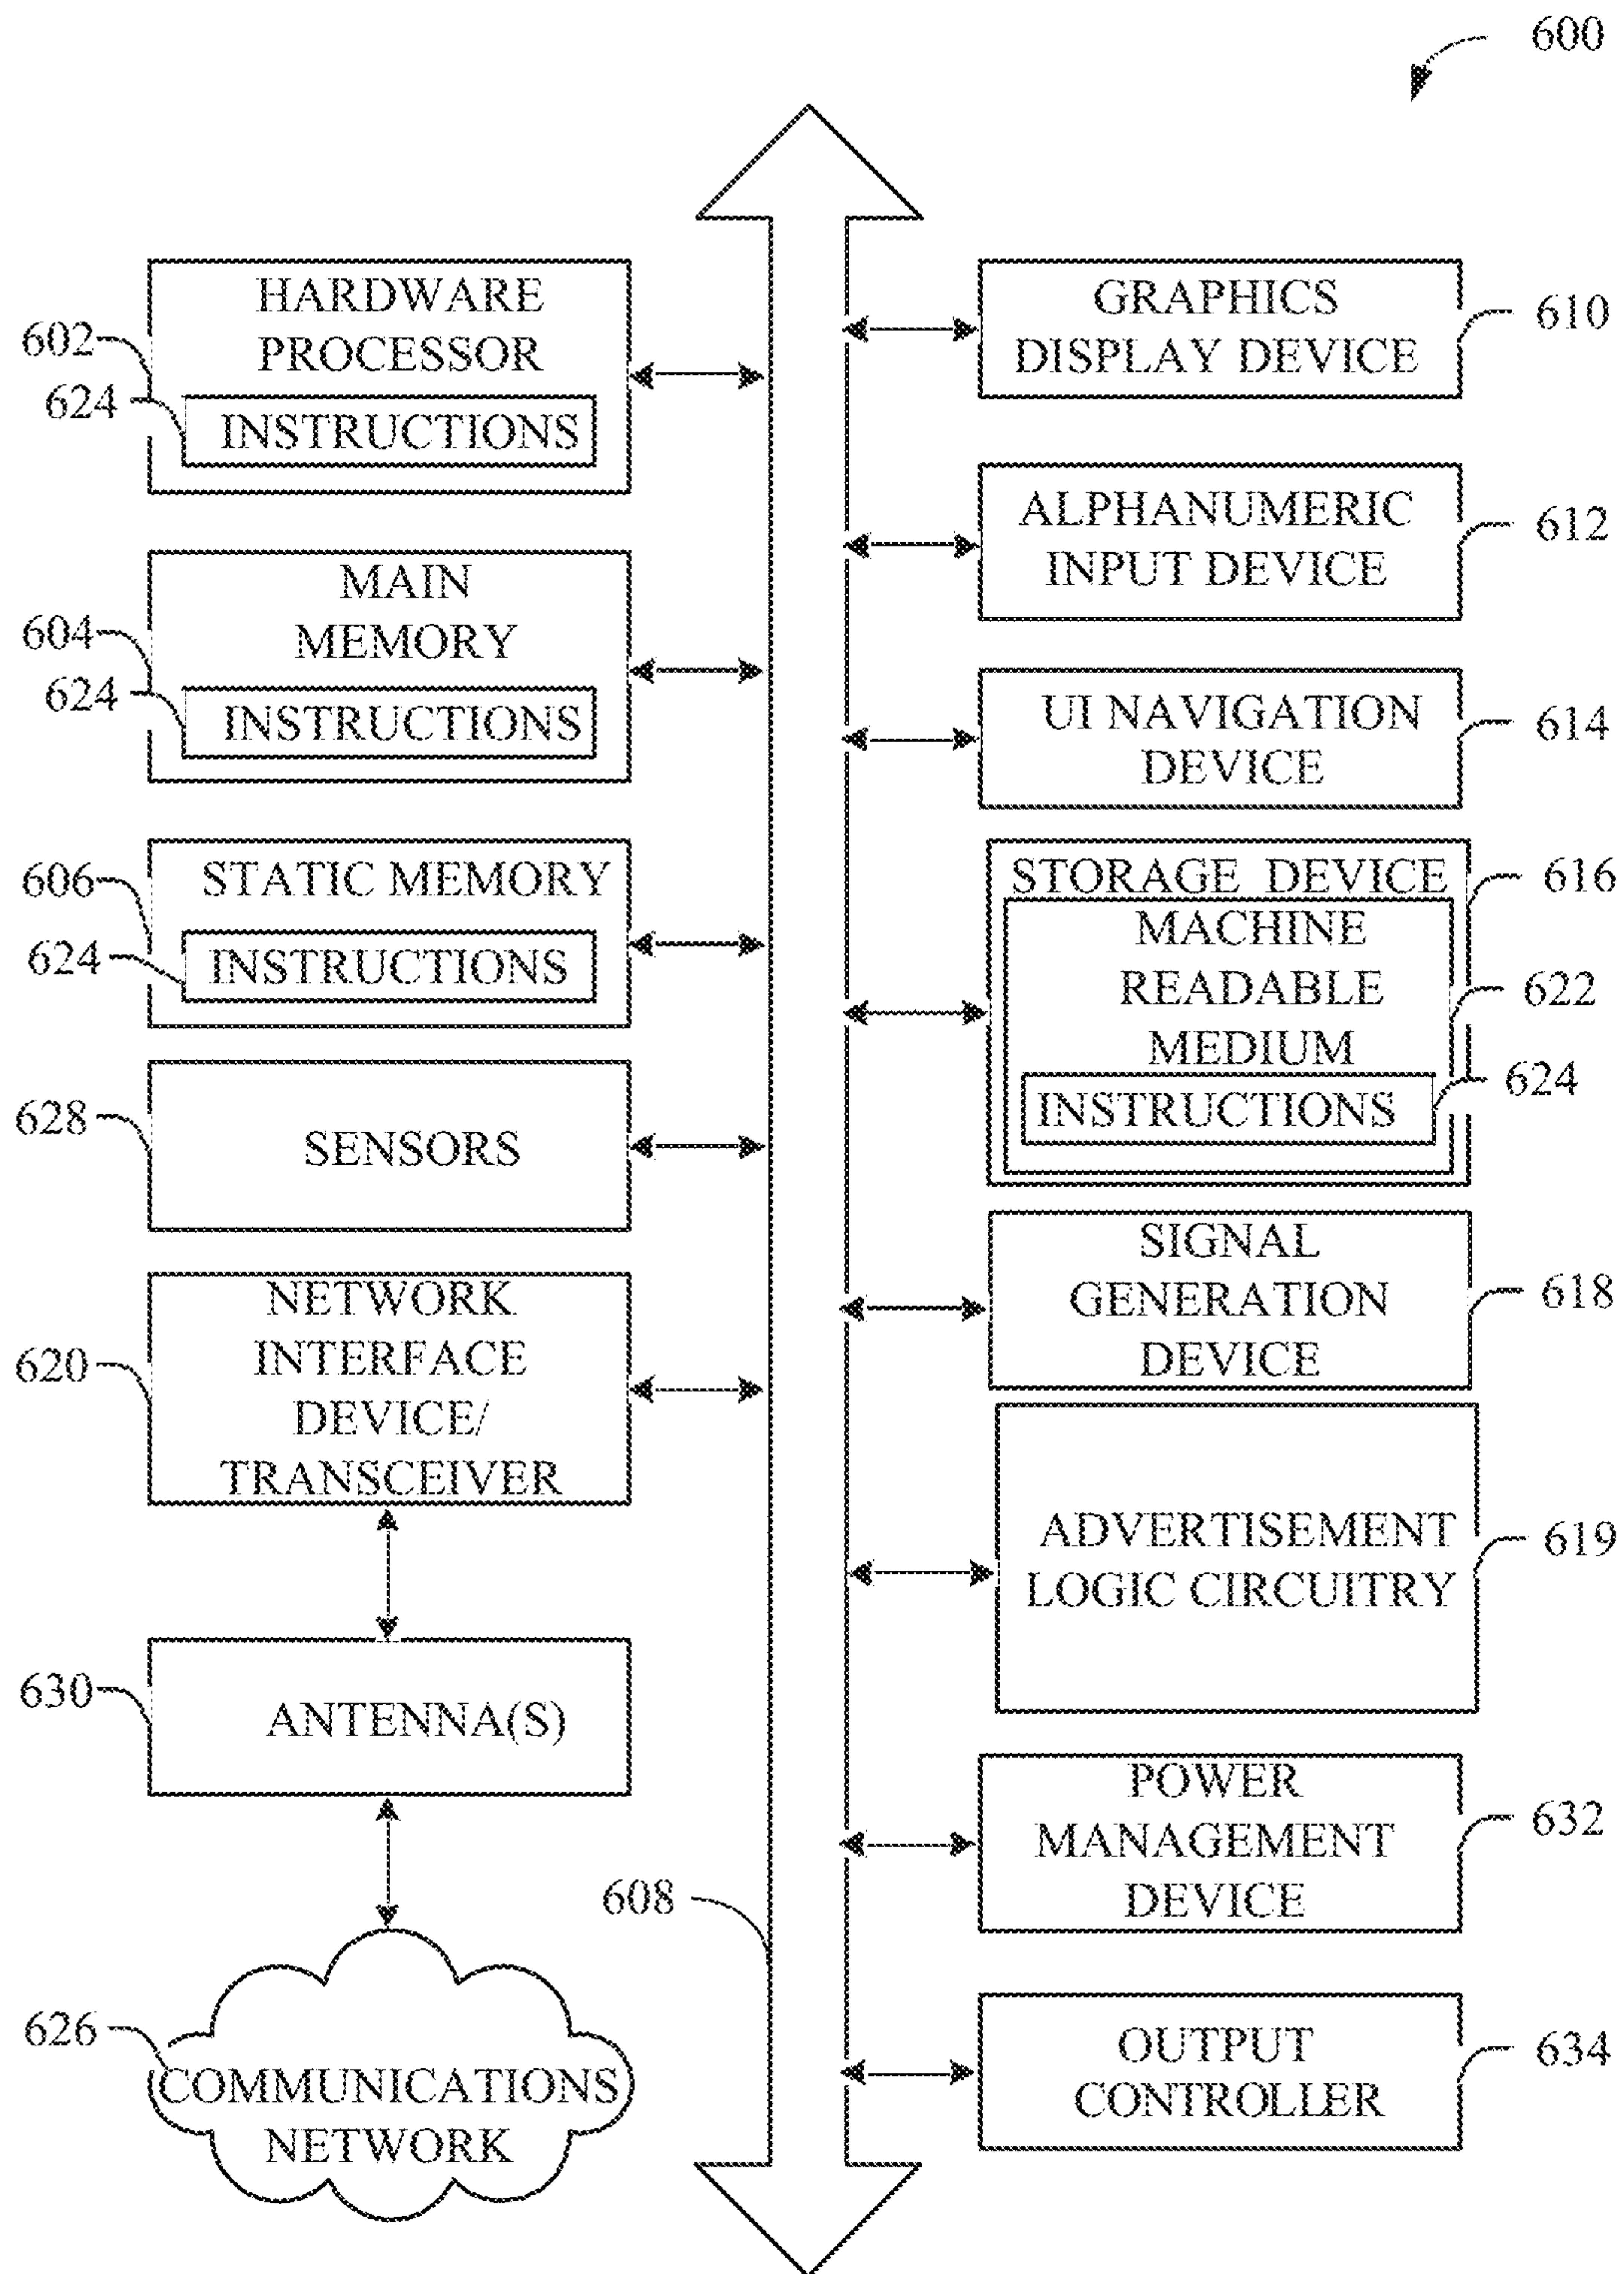 600
HARDWARE
PROCESSOR
602
624
INSTRUCTIONS
MAIN
MEMORY
604
624
INSTRUCTIONS
STATIC MEMORY
606
624
INSTRUCTIONS
628
SENSORS
NETWORK
INTERFACE
DEVICE/
TRANSCEIVER
620
630
ANTENNA(S)
626
COMMUNICATIONS
NETWORK
608
GRAPHICS
DISPLAY DEVICE
610
ALPHANUMERIC
INPUT DEVICE
612
UI NAVIGATION
DEVICE
614
STORAGE DEVICE
616
MACHINE
READABLE
MEDIUM
622
INSTRUCTIONS
624
SIGNAL
GENERATION
DEVICE
618
ADVERTISEMENT
LOGIC CIRCUITRY
619
POWER
MANAGEMENT
DEVICE
632
OUTPUT
CONTROLLER
634